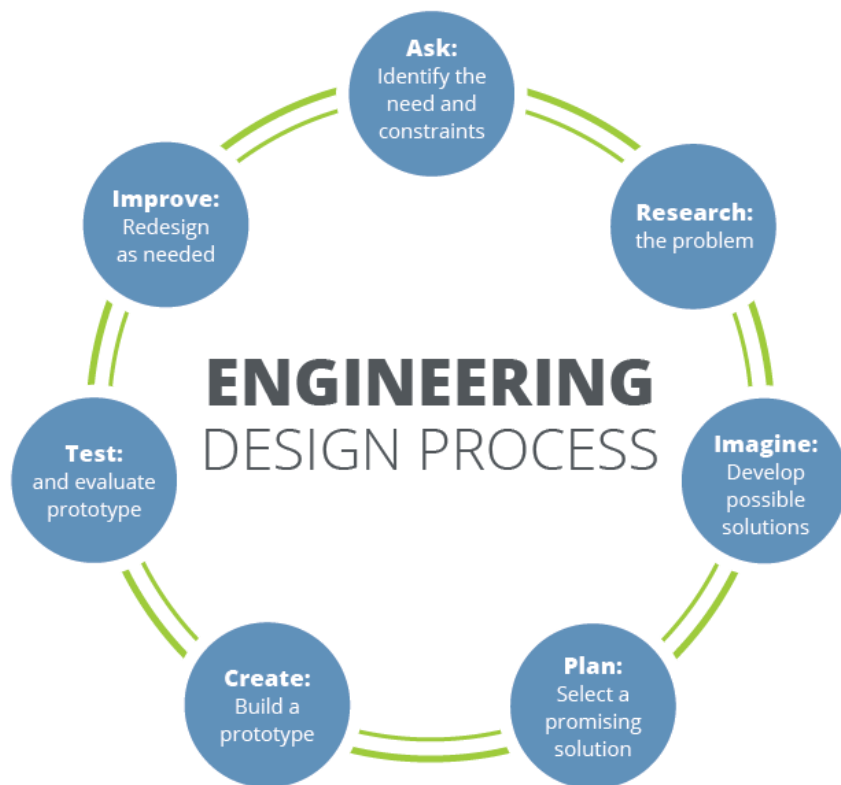 ENGINEERING
DESIGN PROCESS
Ask:
Identify the
need and
constraints
Research:
the problem
Imagine:
Develop
possible
solutions
Plan:
Select a
promising
solution
Create:
Build a
prototype
Test:
and evaluate
prototype
Improve:
Redesign
as needed